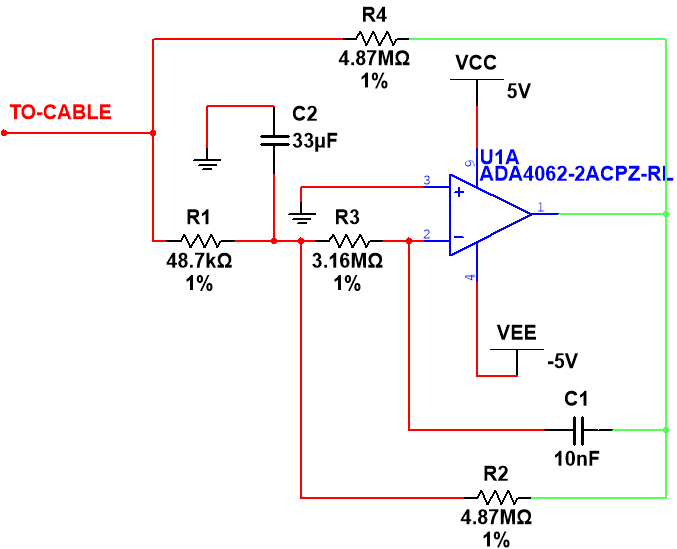 R4
4.87MΩ
1%
VCC
5V
TO-CABLE
C2
33µF
9
U1A
ADA4062-2ACPZ-RL
3
1
R1
48.7kΩ
1%
R3
3.16MΩ
1%
2
4
VEE
-5V
C1
10nF
R2
4.87MΩ
1%